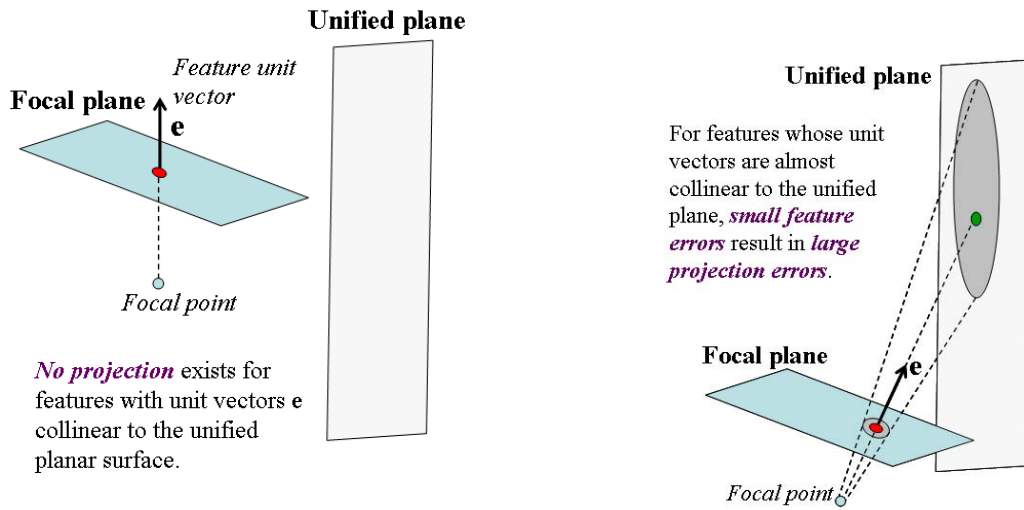 Unified plane
Feature unit
vector
Focal plane
e
Focal point
No projection exists for
features with unit vectors e
collinear to the unified
planar surface.
Unified plane
For features whose unit
vectors are almost
collinear to the unified
plane, small feature
errors result in large
projection errors.
Focal plane
e
Focal point